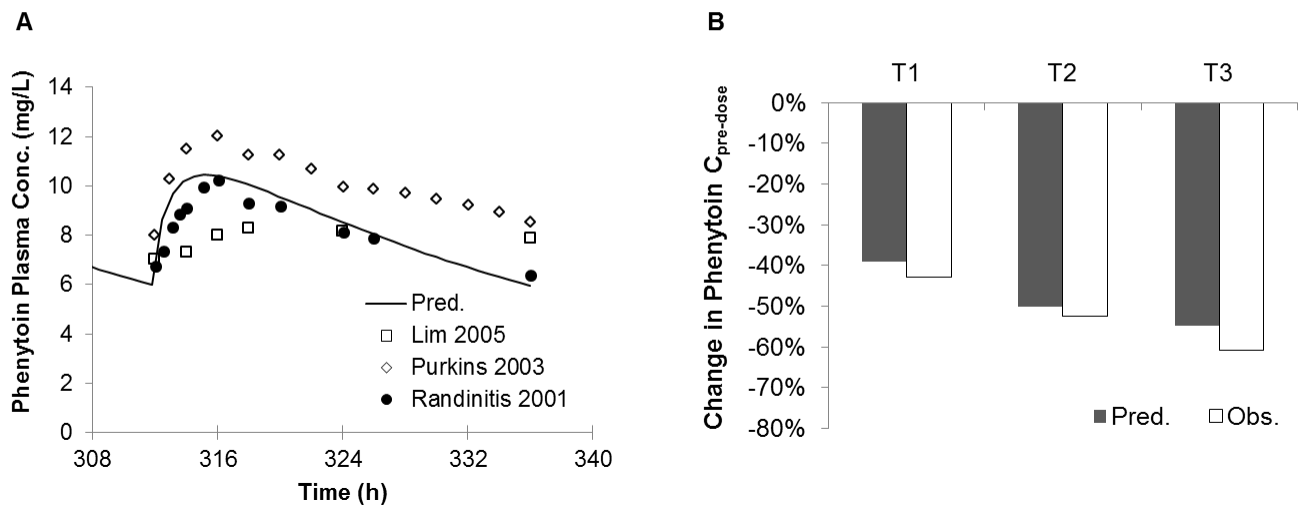 A
Phenytoin Plasma Conc. (mg/L)
14
12
10
8
6
4
2
0
308
316
324
332
340
Time (h)
Pred.
Lim 2005
Purkins 2003
Randinitis 2001
B
T1
T2
T3
Change in Phenytoin Cpre-dose
0%
-10%
-20%
-30%
-40%
-50%
-60%
-70%
-80%
Pred.
Obs.